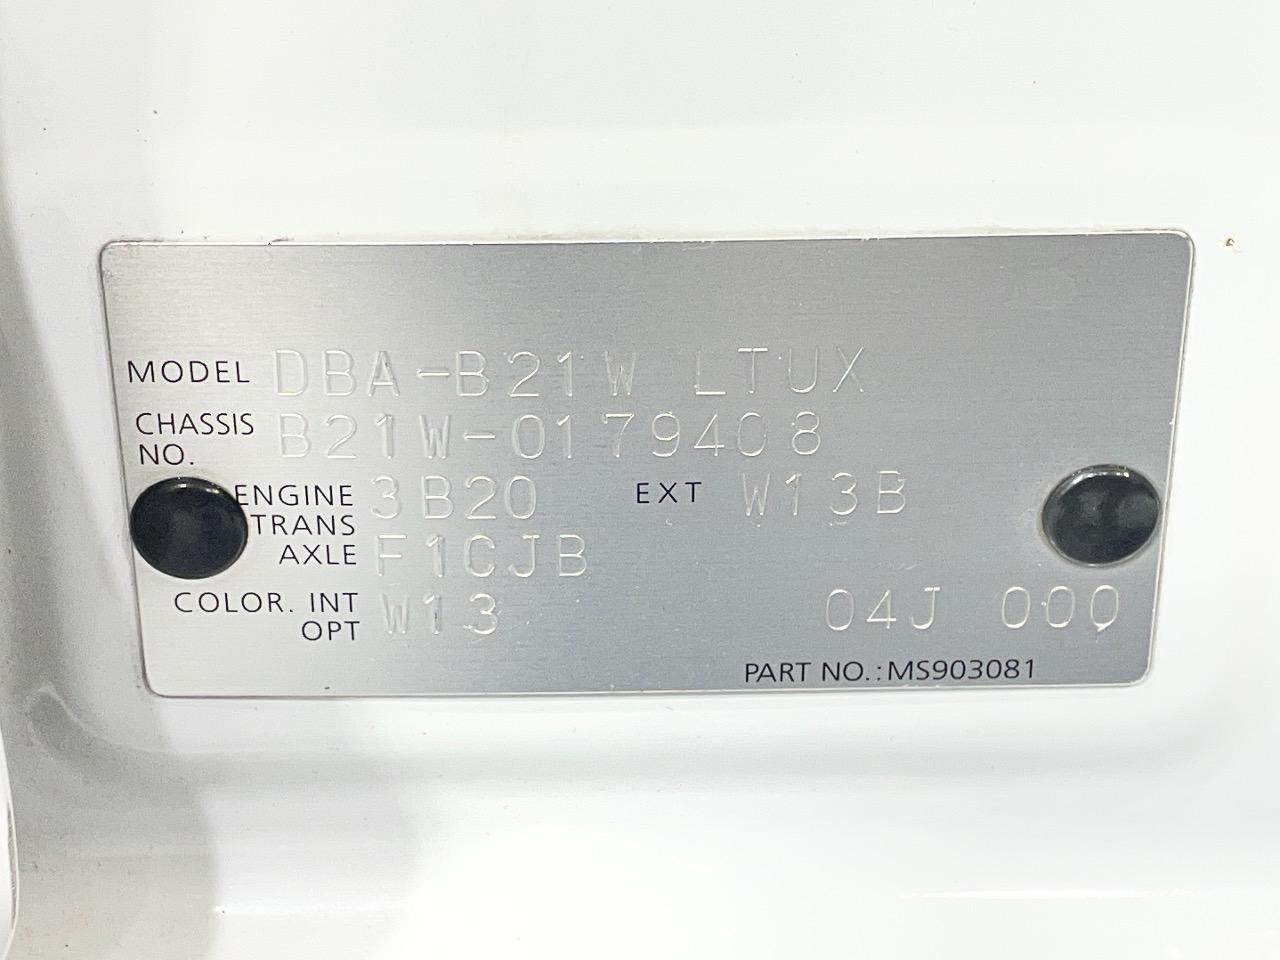 MODEL DBA-B21W LTUX
CHASSIS NO. B21W-0179408
ENGINE 3B20 EXT W13B
TRANS AXLE F1CJB
COLOR. INT OPT W13 04J 000
PART NO.:MS903081